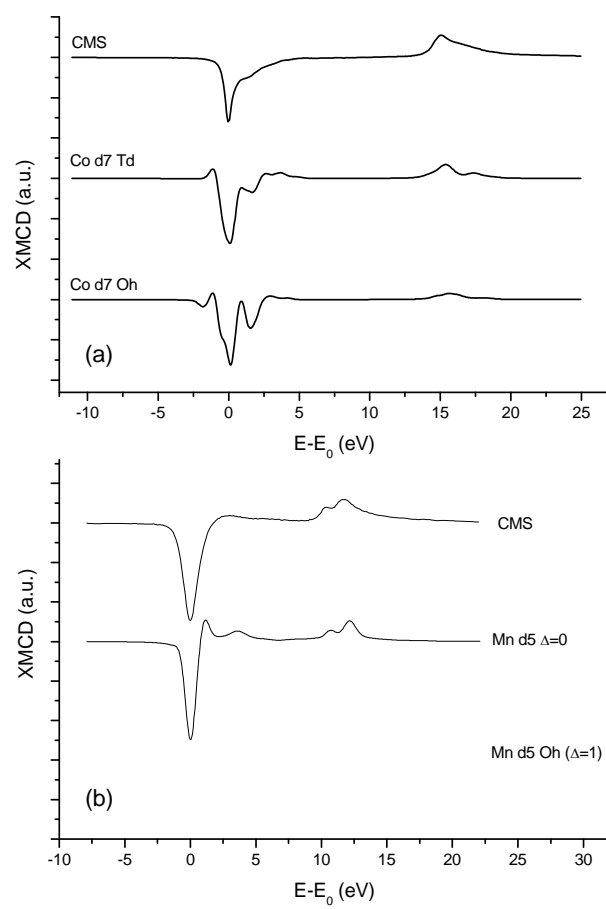 CMS
Co d7 Td
Co d7 Oh
XMCD (a.u.)
(a)
-10 -5 0 5 10 15 20 25
E-E0 (eV)
CMS
Mn d5 Δ=0
Mn d5 Oh (Δ=1)
XMCD (a.u.)
(b)
-10 -5 0 5 10 15 20 25 30
E-E0 (eV)